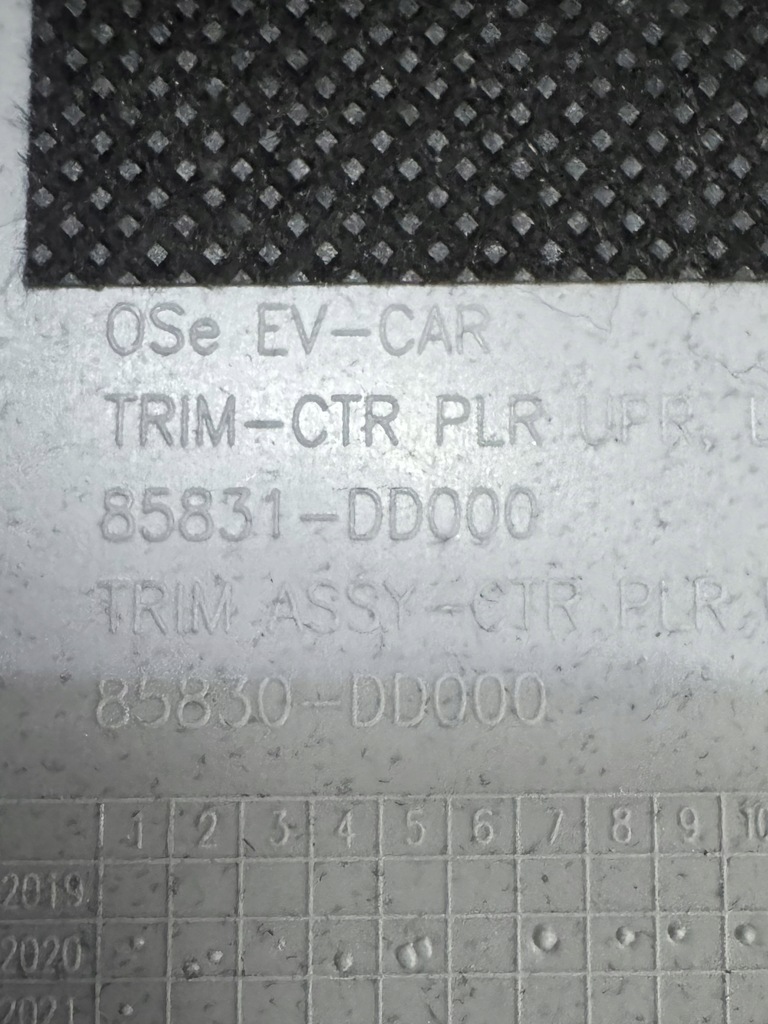 OSe EV-CAR
TRIM-CTR PLR UPR, L
85831-DD000
TRIM ASSY-CTR PLR
85830-DD000
1 2 3 4 5 6 7 8 9 10
2019
2020
2021